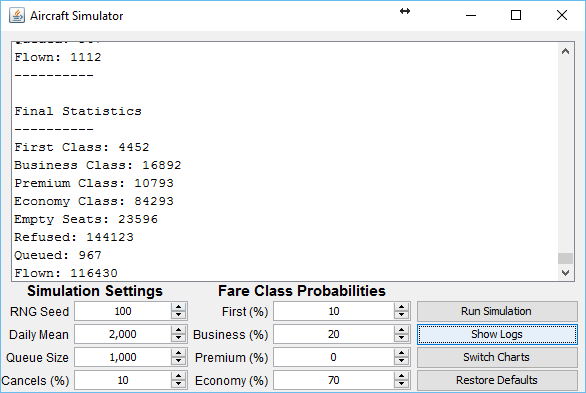 Aircraft Simulator
Flown: 1112
----------
Final Statistics
----------
First Class: 4452
Business Class: 16892
Premium Class: 10793
Economy Class: 84293
Empty Seats: 23596
Refused: 144123
Queued: 967
Flown: 116430
Simulation Settings Fare Class Probabilities
RNG Seed 100 First (%) 10 Run Simulation
Daily Mean 2,000 Business (%) 20 Show Logs
Queue Size 1,000 Premium (%) 0 Switch Charts
Cancels (%) 10 Economy (%) 70 Restore Defaults